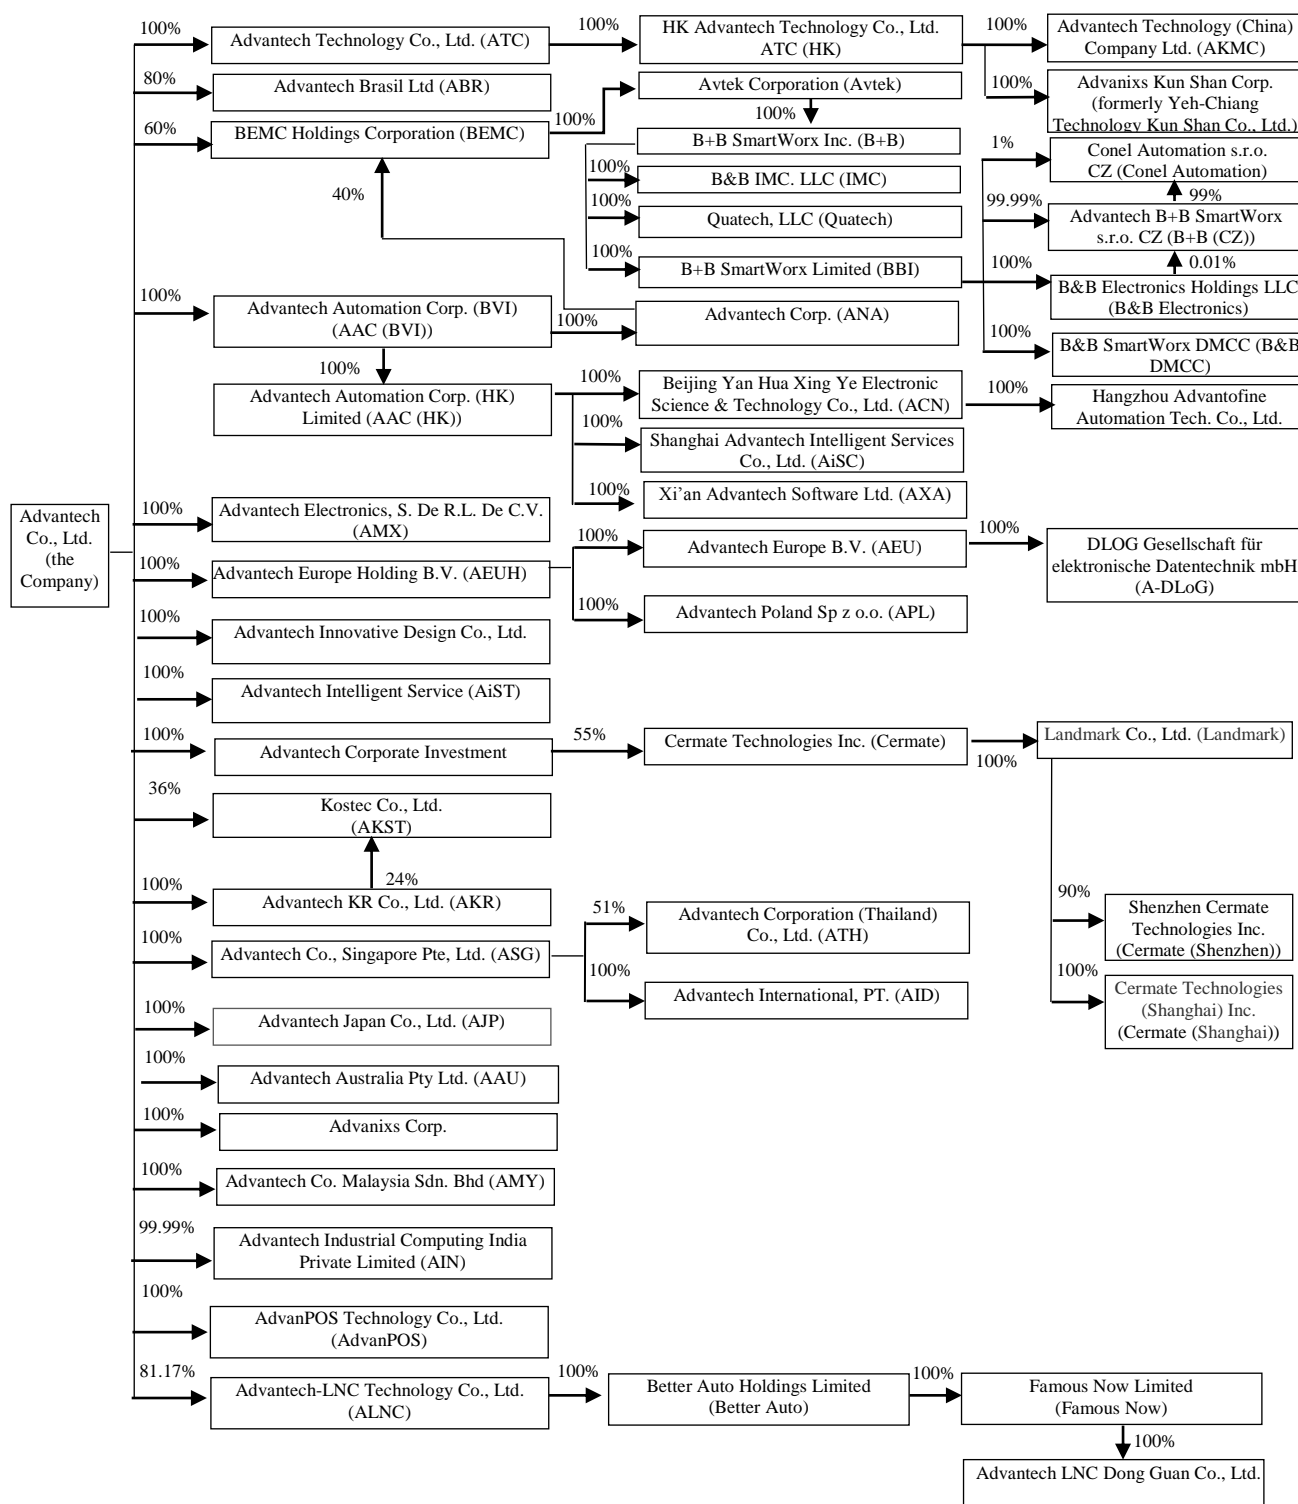 100%
Advantech Technology Co., Ltd. (ATC)
100%
HK Advantech Technology Co., Ltd.
ATC (HK)
100%
Advantech Technology (China)
Company Ltd. (AKMC)
80%
Advantech Brasil Ltd (ABR)
Avtek Corporation (Avtek)
100%
Advanixs Kun Shan Corp.
(formerly Yeh-Chiang
Technology Kun Shan Co., Ltd.)
60%
BEMC Holdings Corporation (BEMC)
100%
100%
B+B SmartWorx Inc. (B+B)
1%
Conel Automation s.r.o.
CZ (Conel Automation)
40%
100%
B&B IMC. LLC (IMC)
99%
100%
Quatech, LLC (Quatech)
99.99%
Advantech B+B SmartWorx
s.r.o. CZ (B+B (CZ))
100%
B+B SmartWorx Limited (BBI)
100%
0.01%
B&B Electronics Holdings LLC
(B&B Electronics)
100%
Advantech Automation Corp. (BVI)
(AAC (BVI))
100%
Advantech Corp. (ANA)
100%
B&B SmartWorx DMCC (B&B
DMCC)
100%
Advantech Automation Corp. (HK)
Limited (AAC (HK))
100%
Beijing Yan Hua Xing Ye Electronic
Science & Technology Co., Ltd. (ACN)
100%
Hangzhou Advantofine
Automation Tech. Co., Ltd.
100%
Shanghai Advantech Intelligent Services
Co., Ltd. (AiSC)
100%
Xi’an Advantech Software Ltd. (AXA)
Advantech
Co., Ltd.
(the
Company)
100%
Advantech Electronics, S. De R.L. De C.V.
(AMX)
100%
Advantech Europe Holding B.V. (AEUH)
100%
Advantech Europe B.V. (AEU)
100%
DLOG Gesellschaft für
elektronische Datentechnik mbH
(A-DLoG)
100%
Advantech Poland Sp z o.o. (APL)
100%
Advantech Innovative Design Co., Ltd.
100%
Advantech Intelligent Service (AiST)
100%
Advantech Corporate Investment
55%
Cermate Technologies Inc. (Cermate)
100%
Landmark Co., Ltd. (Landmark)
36%
Kostec Co., Ltd.
(AKST)
24%
100%
Advantech KR Co., Ltd. (AKR)
51%
Advantech Corporation (Thailand)
Co., Ltd. (ATH)
90%
Shenzhen Cermate
Technologies Inc.
(Cermate (Shenzhen))
100%
Advantech Co., Singapore Pte, Ltd. (ASG)
100%
Advantech International, PT. (AID)
100%
Cermate Technologies
(Shanghai) Inc.
(Cermate (Shanghai))
100%
Advantech Japan Co., Ltd. (AJP)
100%
Advantech Australia Pty Ltd. (AAU)
100%
Advanixs Corp.
100%
Advantech Co. Malaysia Sdn. Bhd (AMY)
99.99%
Advantech Industrial Computing India
Private Limited (AIN)
100%
AdvanPOS Technology Co., Ltd.
(AdvanPOS)
81.17%
Advantech-LNC Technology Co., Ltd.
(ALNC)
100%
Better Auto Holdings Limited
(Better Auto)
100%
Famous Now Limited
(Famous Now)
100%
Advantech LNC Dong Guan Co., Ltd.